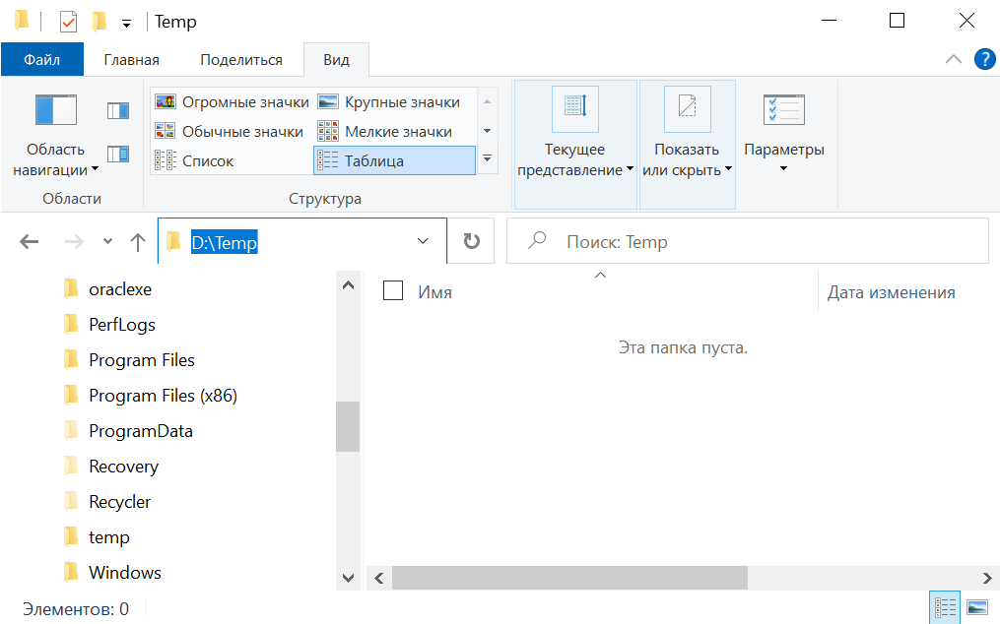 Temp
Файл Главная Поделиться Вид ?
Огромные значки Крупные значки
Обычные значки Мелкие значки
Список Таблица
Область навигации
Текущее представление
Показать или скрыть
Параметры
Области Структура
D:\Temp Поиск: Temp
Имя Дата изменения
Эта папка пуста.
oraclexe
PerfLogs
Program Files
Program Files (x86)
ProgramData
Recovery
Recycler
temp
Windows
Элементов: 0